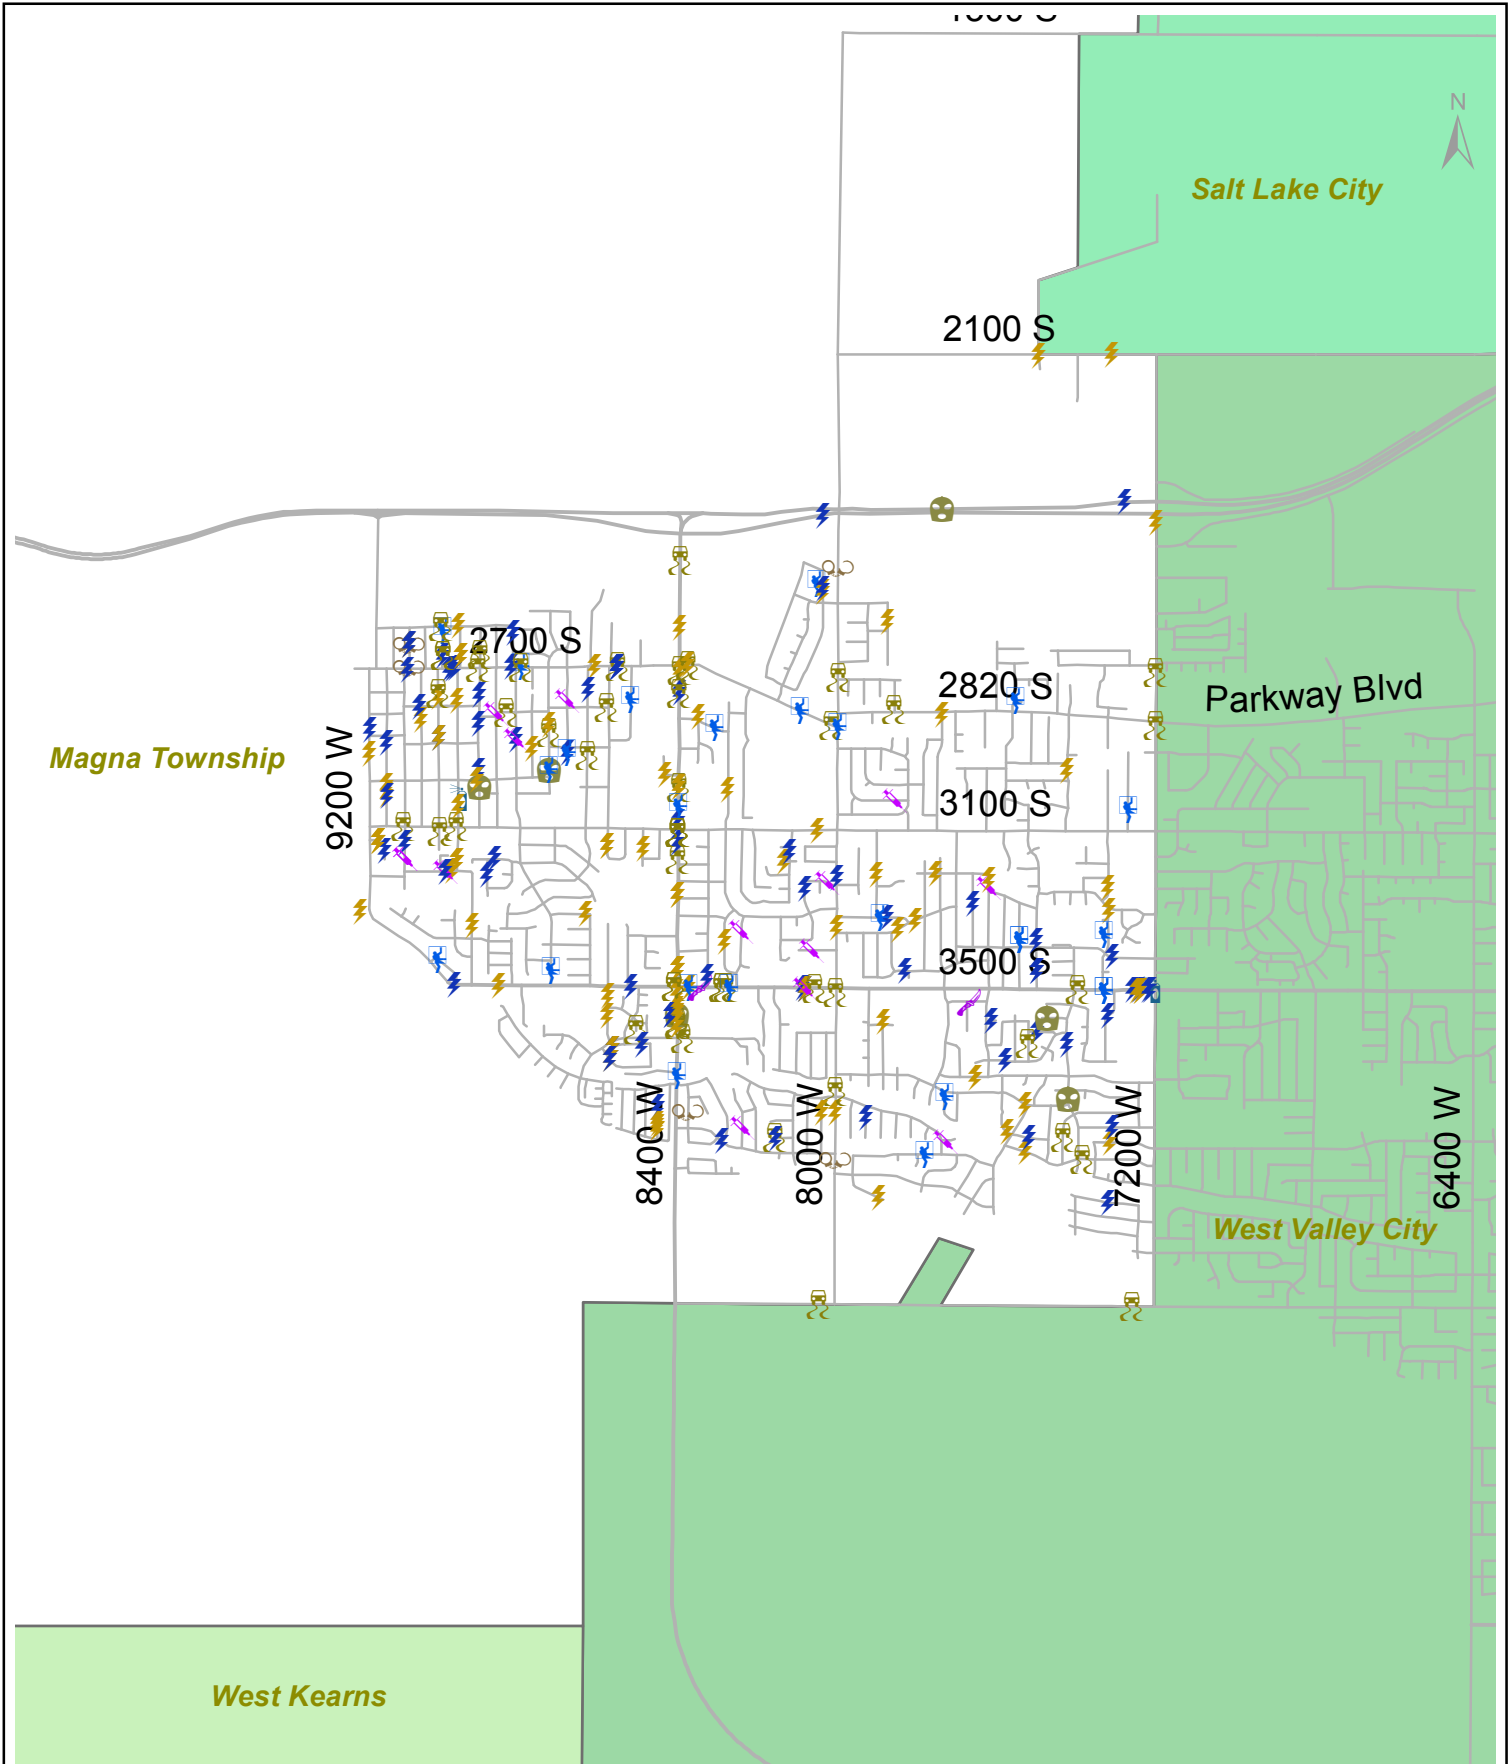 N
Salt Lake City
2100 S
2700 S
2820 S
Parkway Blvd
Magna Township
9200 W
3100 S
3500 S
8400 W
8000 W
7200 W
6400 W
West Valley City
West Kearns